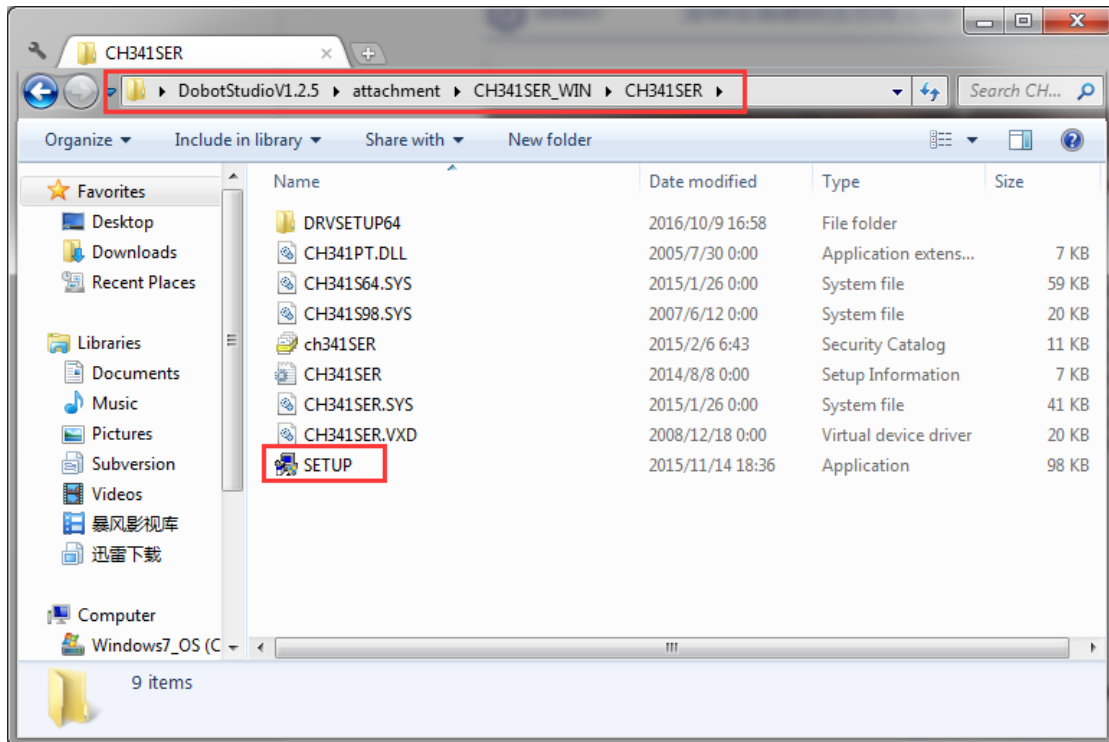 CH341SER
DobotStudioV1.2.5 attachment CH341SER_WIN CH341SER
Search CH...
Organize Include in library Share with New folder
Favorites
Desktop
Downloads
Recent Places
Libraries
Documents
Music
Pictures
Subversion
Videos
暴风影视库
迅雷下载
Computer
Windows7_OS (C
Name Date modified Type Size
DRVSETUP64 2016/10/9 16:58 File folder
CH341PT.DLL 2005/7/30 0:00 Application extens... 7 KB
CH341S64.SYS 2015/1/26 0:00 System file 59 KB
CH341S98.SYS 2007/6/12 0:00 System file 20 KB
ch341SER 2015/2/6 6:43 Security Catalog 11 KB
CH341SER 2014/8/8 0:00 Setup Information 7 KB
CH341SER.SYS 2015/1/26 0:00 System file 41 KB
CH341SER.VXD 2008/12/18 0:00 Virtual device driver 20 KB
SETUP 2015/11/14 18:36 Application 98 KB
9 items